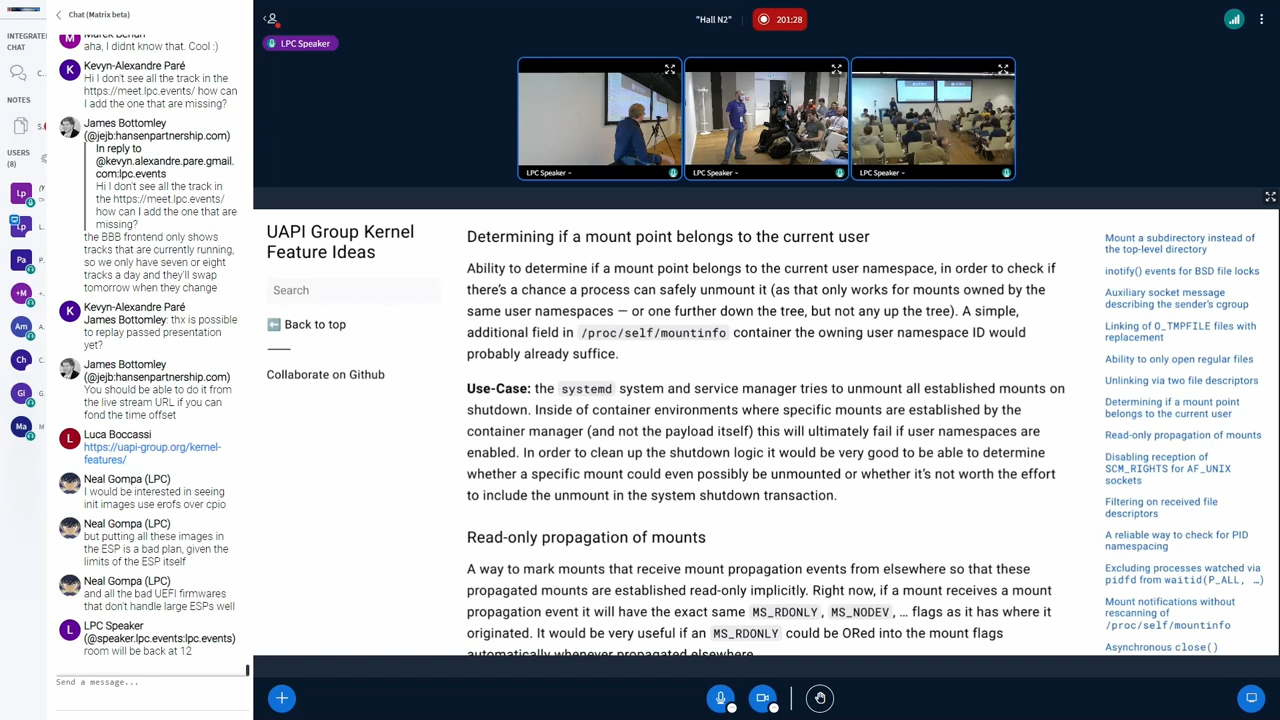 INTEGRATE
CHAT
C.
NOTES
S.
USERS
(8)
Lp
Lp
Pa
+M
Am
Ch
Gl
Ma
Chat (Matrix beta)
M
aha, I didnt know that. Cool :)
K
Kevyn-Alexandre Paré
Hi I don't see all the track in
the https://meet.lpc.events/ how can
I add the one that are missing?
James Bottomley
(@jejb:hansenpartnership.com)
In reply to
@kevyn.alexandre.pare.gmail.
com:lpc.events
Hi I don't see all the track in
the https://meet.lpc.events/
how can I add the one that are
missing?
the BBB frontend only shows
tracks that are currently running,
so we only have seven or eight
tracks a day and they'll swap
tomorrow when they change
K
Kevyn-Alexandre Paré
James Bottomley: thx is possible
to replay passed presentation
yet?
James Bottomley
(@jejb:hansenpartnership.com)
You should be able to do it from
the live stream URL if you can
fond the time offset
L
Luca Boccassi
https://uapi-group.org/kernel-
features/
Neal Gompa (LPC)
I would be interested in seeing
init images use erofs over cpio
Neal Gompa (LPC)
but putting all these images in
the ESP is a bad plan, given the
limits of the ESP itself
Neal Gompa (LPC)
and all the bad UEFI firmwares
that don't handle large ESPs well
L
LPC Speaker
(@speaker.lpc.events:lpc.events)
room will be back at 12
Send a message...
"Hall N2"
201:28
LPC Speaker
LPC Speaker
LPC Speaker
LPC Speaker
UAPI Group Kernel
Feature Ideas
Search
Back to top
Collaborate on Github
Determining if a mount point belongs to the current user
Ability to determine if a mount point belongs to the current user namespace, in order to check if
there's a chance a process can safely unmount it (as that only works for mounts owned by the
same user namespaces — or one further down the tree, but not any up the tree). A simple,
additional field in /proc/self/mountinfo container the owning user namespace ID would
probably already suffice.
Use-Case: the systemd system and service manager tries to unmount all established mounts on
shutdown. Inside of container environments where specific mounts are established by the
container manager (and not the payload itself) this will ultimately fail if user namespaces are
enabled. In order to clean up the shutdown logic it would be very good to be able to determine
whether a specific mount could even possibly be unmounted or whether it's not worth the effort
to include the unmount in the system shutdown transaction.
Read-only propagation of mounts
A way to mark mounts that receive mount propagation events from elsewhere so that these
propagated mounts are established read-only implicitly. Right now, if a mount receives a mount
propagation event it will have the exact same MS_RDONLY, MS_NODEV, … flags as it has where it
originated. It would be very useful if an MS_RDONLY could be ORed into the mount flags
automatically whenever propagated elsewhere.
Mount a subdirectory instead of
the top-level directory
inotify() events for BSD file locks
Auxiliary socket message
describing the sender's cgroup
Linking of O_TMPFILE files with
replacement
Ability to only open regular files
Unlinking via two file descriptors
Determining if a mount point
belongs to the current user
Read-only propagation of mounts
Disabling reception of
SCM_RIGHTS for AF_UNIX
sockets
Filtering on received file
descriptors
A reliable way to check for PID
namespacing
Excluding processes watched via
pidfd from waitid(P_ALL, …)
Mount notifications without
rescanning of
/proc/self/mountinfo
Asynchronous close()